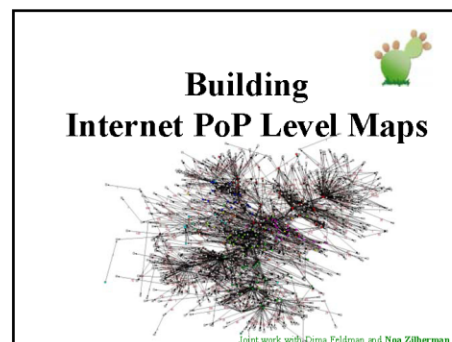 Building
Internet PoP Level Maps
Joint work with Dima Feldman and Noa Zilberman